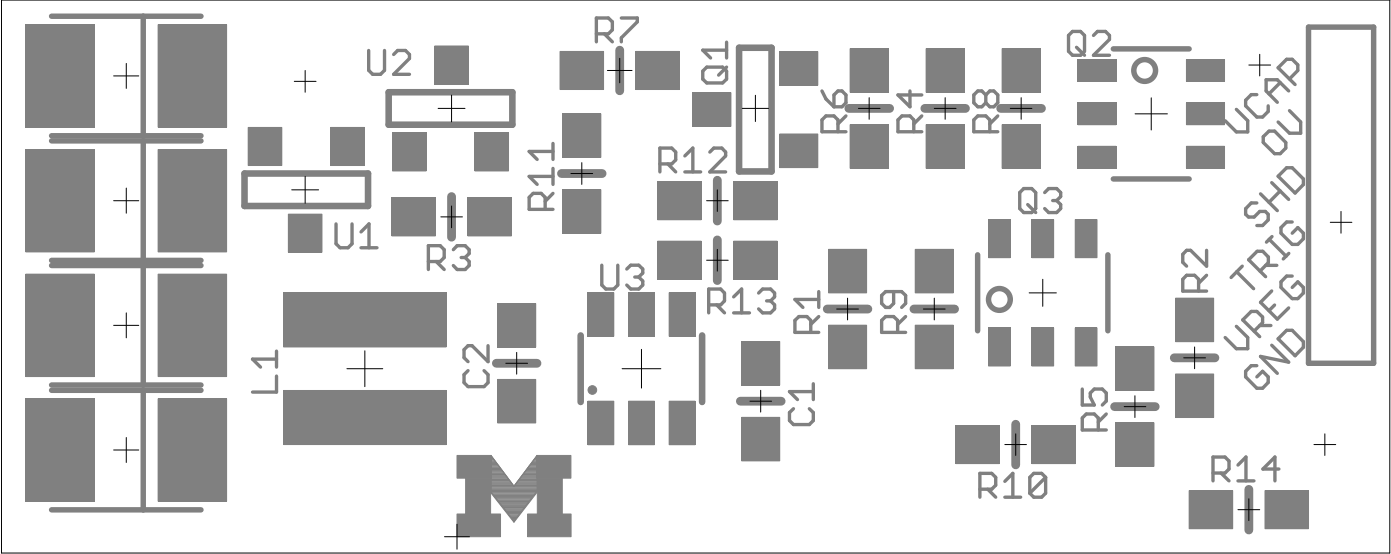 R7
U2
Q1
Q2
R6
R4
R8
VCAP
OV
R11
R12
SHD
Q3
U1
R3
TRIG
U3
R13
R1
R9
R2
VREG
GND
L1
C2
C1
R5
R10
R14
M